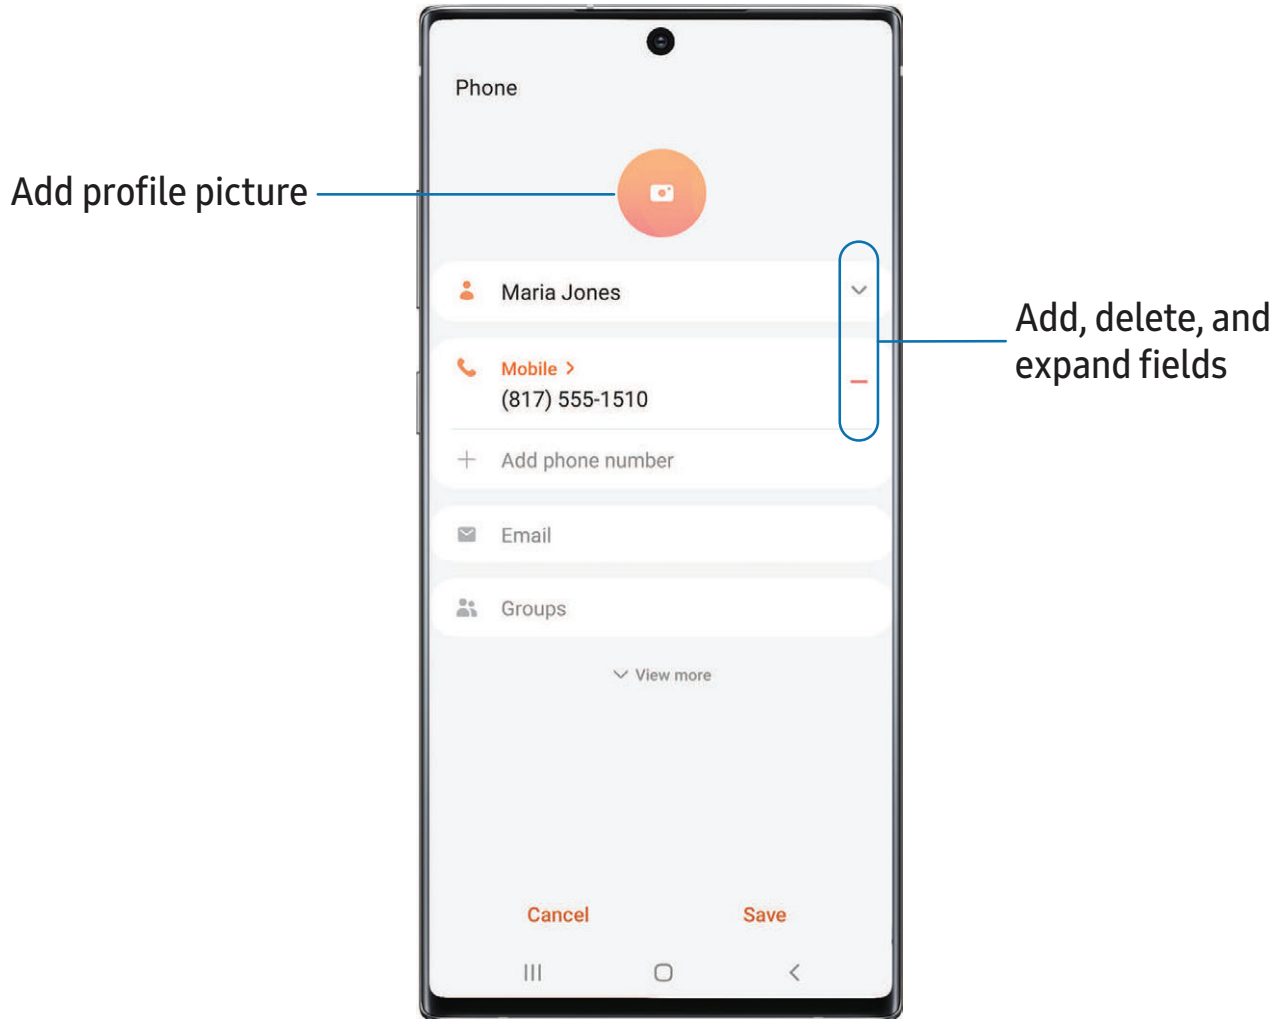 Phone
Add profile picture
Maria Jones
Add, delete, and
expand fields
Mobile >
(817) 555-1510
Add phone number
Email
Groups
View more
Cancel
Save